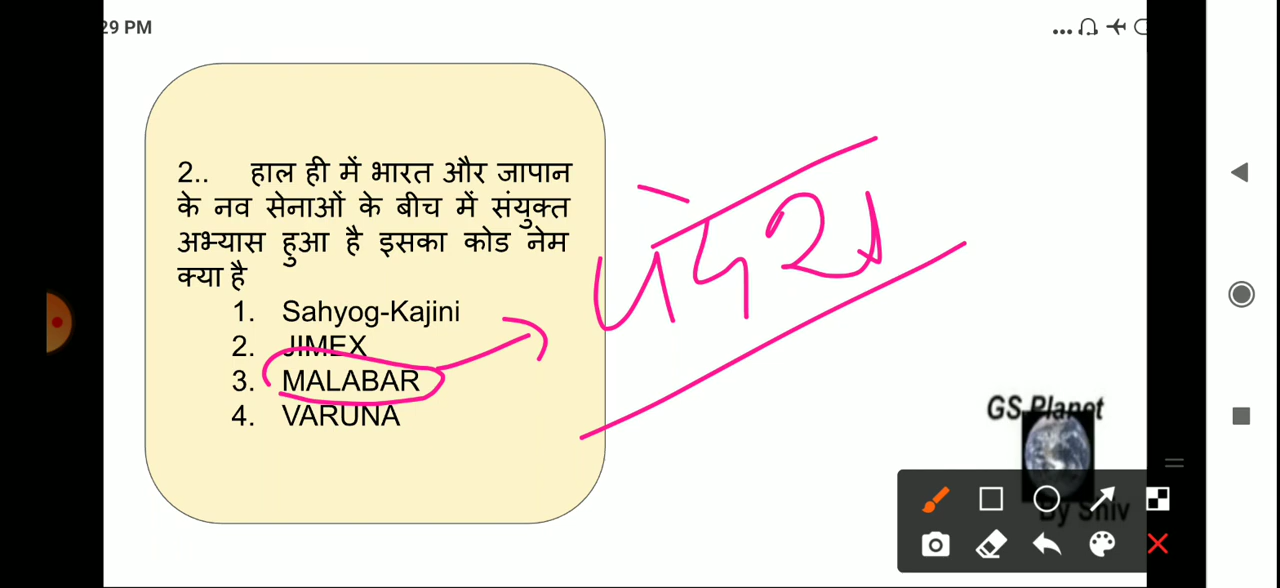 29 PM
2.. हाल ही में भारत और जापान
के नव सेनाओं के बीच में संयुक्त
अभ्यास हुआ है इसका कोड नेम
क्या है
1. Sahyog-Kajini
2. JIMEX
3. MALABAR
4. VARUNA
GS Planet
By Shiv